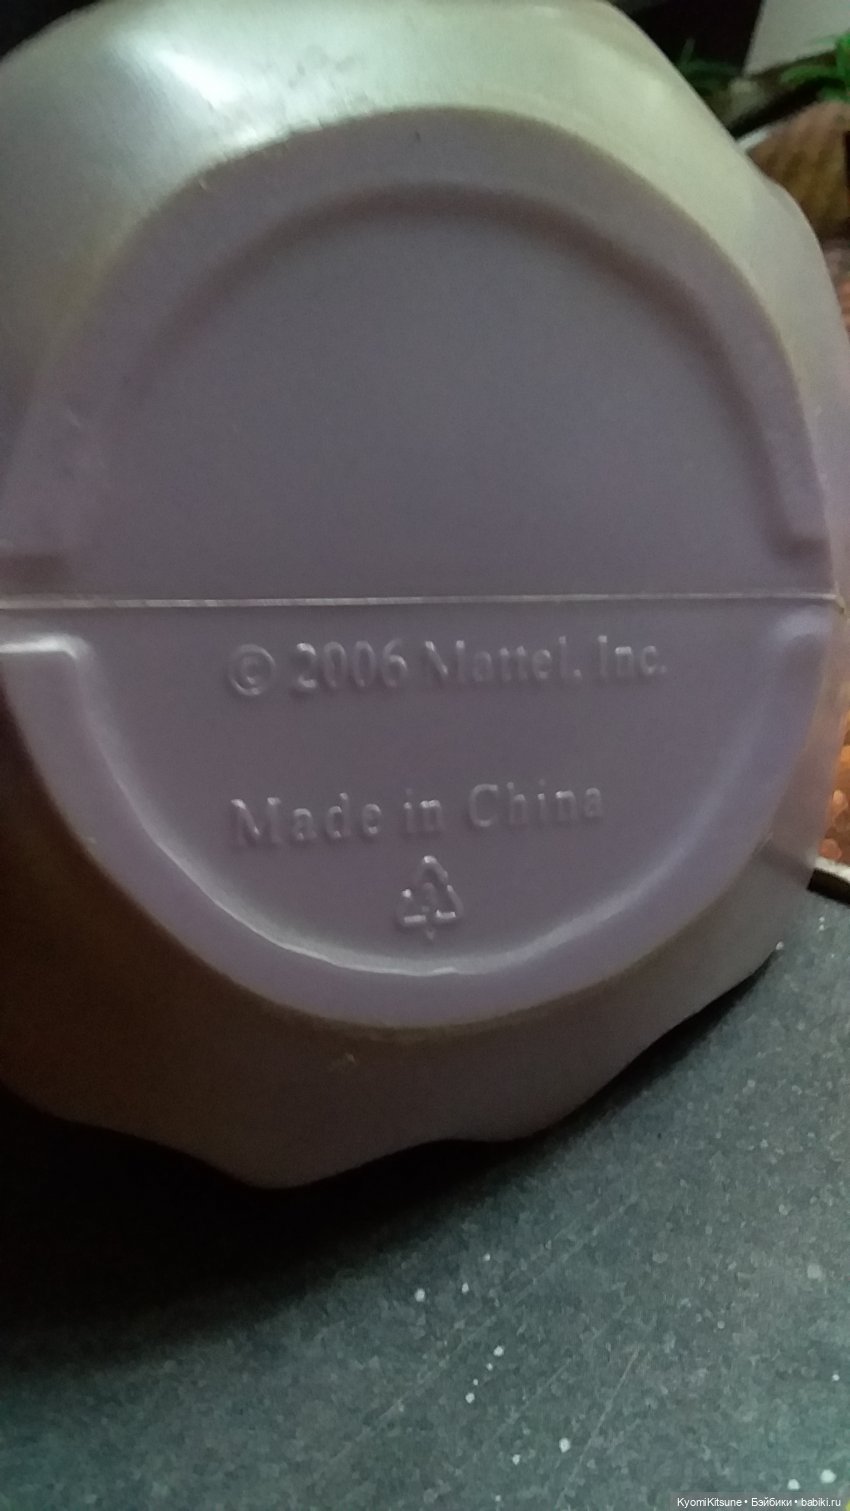 © 2006 Mattel, Inc.
Made in China
KyomiKitsune • Бэйбики • babiki.ru